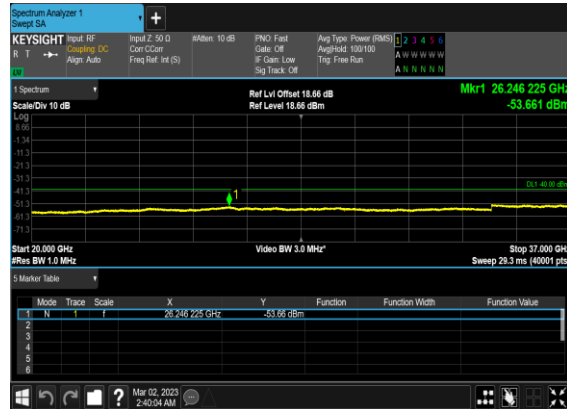 Spectrum Analyzer 1
Swept SA
+
KEYSIGHT Input: RF Input Z: 50 Ω #Atten: 10 dB PNO: Fast Avg Type: Power (RMS) 1 2 3 4 5 6
R T Coupling: DC Corr CCorr Gate: Off Avg|Hold: 100/100 A W W W W W
Align: Auto Freq Ref: Int (S) IF Gain: Low Trig: Free Run A N N N N N
Sig Track: Off
1 Spectrum
Ref Lvl Offset 18.66 dB Mkr1 26.246 225 GHz
Scale/Div 10 dB Ref Level 18.66 dBm -53.661 dBm
Log
8.66
-1.34
-11.3
-21.3
-31.3
DL1 -40.00 dBm
-41.3
1
-51.3
-61.3
-71.3
Start 20.000 GHz Video BW 3.0 MHz* Stop 37.000 GHz
#Res BW 1.0 MHz Sweep 29.3 ms (40001 pts)
5 Marker Table
Mode Trace Scale X Y Function Function Width Function Value
1 N 1 f 26.246 225 GHz -53.66 dBm
2
3
4
5
6
? Mar 02, 2023
2:40:04 AM